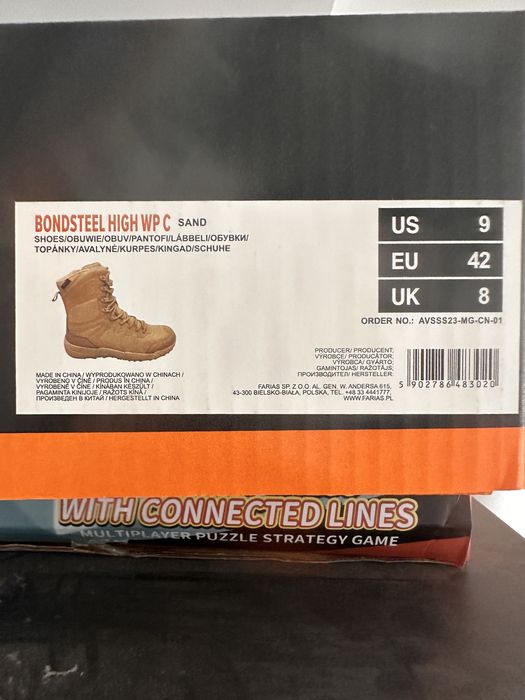 BONDSTEEL HIGH WP C SAND
SHOES/OBUWIE/OBUV/PANTOFI/LÁBBELI/ОБУВКИ/
TOPÁNKY/AVALYNĖ/KURPES/KINGAD/SCHUHE
US 9
EU 42
UK 8
ORDER NO.: AVSSS23-MG-CN-01
MADE IN CHINA / WYPRODUKOWANO W CHINACH /
VYROBENO V ČÍNĚ / PRODUS IN CHINA /
VYROBENÉ V ČÍNE / KÍNÁBAN KÉSZÜLT /
PAGAMINTA KINIJOJE / RAŽOTS ĶĪNĀ /
ПРОИЗВЕДЕН В КИТАЙ / HERGESTELLT IN CHINA
PRODUCER/ PRODUCENT,
VÝROBCE/ PRODUCĂTOR,
VÝROBCA/ GYÁRTÓ,
GAMINTOJAS/ RAŽOTĀJS,
ПРОИЗВОДИТЕЛ/ HERSTELLER:
FARIAS SP. Z O.O. AL. GEN. W. ANDERSA 615,
43-300 BIELSKO-BIAŁA, POLSKA, TEL. +48 33 4441777,
WWW.FARIAS.PL
5 902786 483020
WITH CONNECTED LINES
MULTIPLAYER PUZZLE STRATEGY GAME